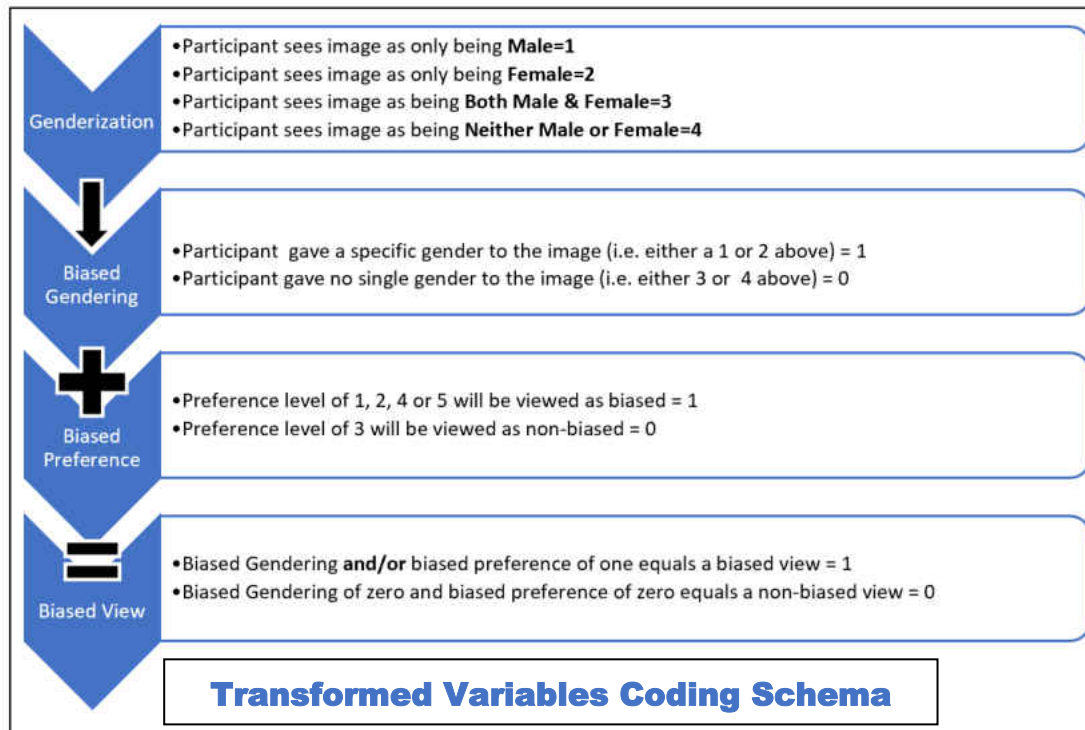 •Participant sees image as only being Male=1
•Participant sees image as only being Female=2
•Participant sees image as being Both Male & Female=3
•Participant sees image as being Neither Male or Female=4
Genderization
•Participant  gave a specific gender to the image (i.e. either a 1 or 2 above) = 1
•Participant gave no single gender to the image (i.e. either 3 or  4 above) = 0
Biased
Gendering
•Preference level of 1, 2, 4 or 5 will be viewed as biased = 1
•Preference level of 3 will be viewed as non-biased = 0
Biased
Preference
•Biased Gendering and/or biased preference of one equals a biased view = 1
•Biased Gendering of zero and biased preference of zero equals a non-biased view = 0
Biased View
Transformed Variables Coding Schema